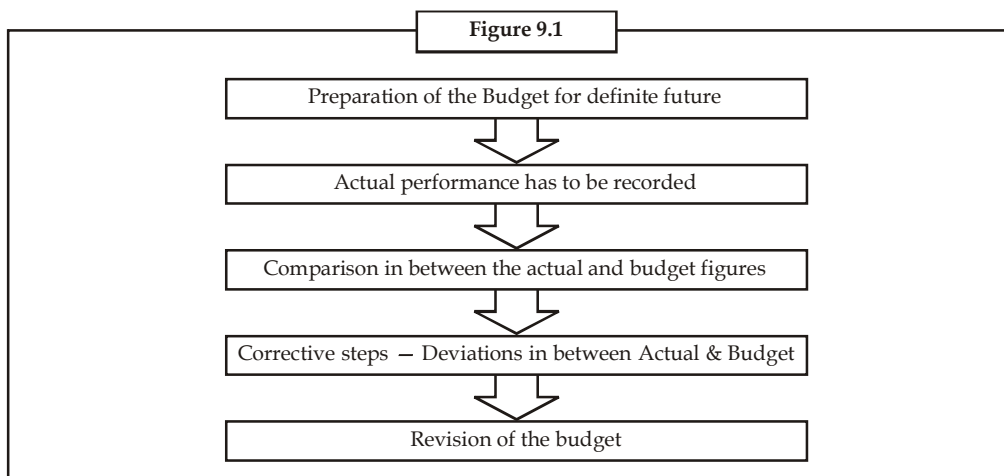 Figure 9.1
Preparation of the Budget for definite future
Actual performance has to be recorded
Comparison in between the actual and budget figures
Corrective steps — Deviations in between Actual & Budget
Revision of the budget